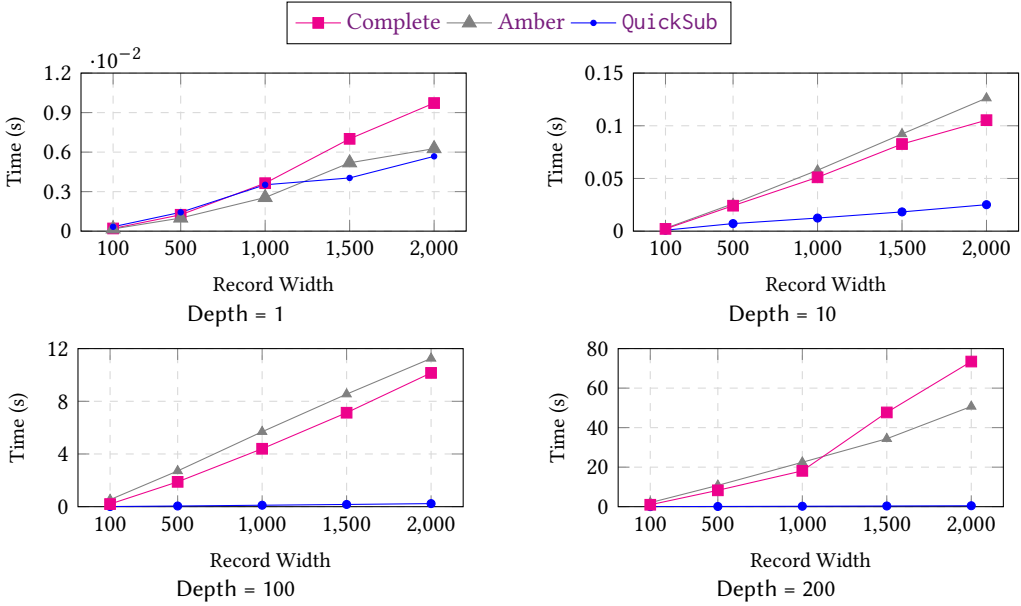 Complete Amber QuickSub
·10⁻²
1.2
0.9
0.6
0.3
0
Time (s)
100 500 1,000 1,500 2,000
Record Width
Depth = 1
0.15
0.1
0.05
0
Time (s)
100 500 1,000 1,500 2,000
Record Width
Depth = 10
12
8
4
0
Time (s)
100 500 1,000 1,500 2,000
Record Width
Depth = 100
80
60
40
20
0
Time (s)
100 500 1,000 1,500 2,000
Record Width
Depth = 200